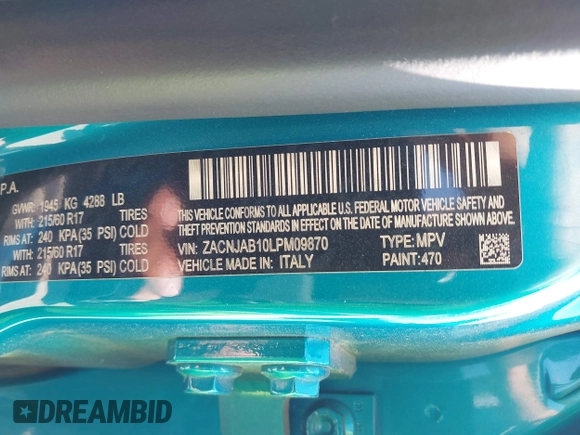 P.A.
GVWR: 1945 KG 4288 LB
WITH: 215/60 R17 TIRES
RIMS AT: 240 KPA(35 PSI) COLD
WITH: 215/60 R17 TIRES
RIMS AT: 240 KPA(35 PSI) COLD
THIS VEHICLE CONFORMS TO ALL APPLICABLE U.S. FEDERAL MOTOR VEHICLE SAFETY AND
THEFT PREVENTION STANDARDS IN EFFECT ON THE DATE OF MANUFACTURE SHOWN ABOVE.
VIN: ZACNJAB10LPM09870 TYPE: MPV
VEHICLE MADE IN: ITALY PAINT: 470
DREAMBID